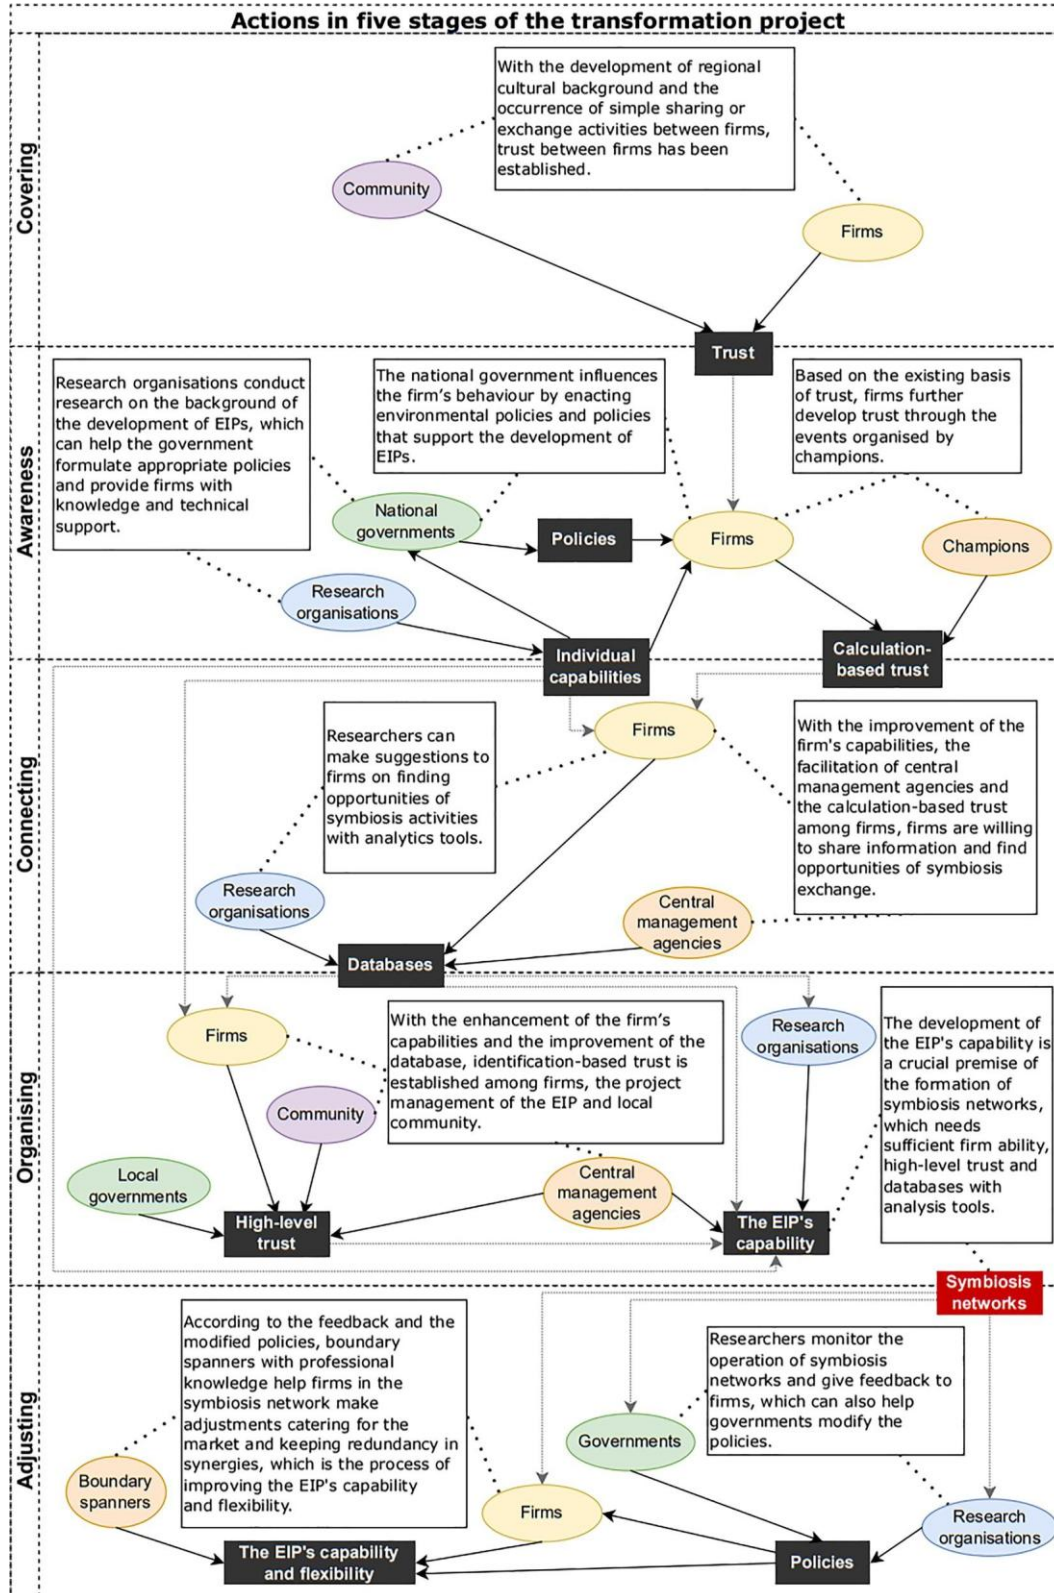 Actions in five stages of the transformation project
Covering
With the development of regional
cultural background and the
occurrence of simple sharing or
exchange activities between firms,
trust between firms has been
established.
Community
Firms
Trust
Awareness
Research organisations conduct
research on the background of
the development of EIPs, which
can help the government
formulate appropriate policies
and provide firms with
knowledge and technical
support.
The national government influences
the firm's behaviour by enacting
environmental policies and policies
that support the development of
EIPs.
Based on the existing basis
of trust, firms further
develop trust through the
events organised by
champions.
National
governments
Policies
Firms
Champions
Research
organisations
Individual
capabilities
Calculation-
based trust
Connecting
Researchers can
make suggestions to
firms on finding
opportunities of
symbiosis activities
with analytics tools.
Firms
With the improvement of the
firm's capabilities, the
facilitation of central
management agencies and
the calculation-based trust
among firms, firms are willing
to share information and find
opportunities of symbiosis
exchange.
Research
organisations
Central
management
agencies
Databases
Organising
Firms
With the enhancement of the firm's
capabilities and the improvement of the
database, identification-based trust is
established among firms, the project
management of the EIP and local
community.
Research
organisations
The development of
the EIP's capability is
a crucial premise of
the formation of
symbiosis networks,
which needs
sufficient firm ability,
high-level trust and
databases with
analysis tools.
Community
Local
governments
Central
management
agencies
High-level
trust
The EIP's
capability
Symbiosis
networks
Adjusting
According to the feedback and the
modified policies, boundary
spanners with professional
knowledge help firms in the
symbiosis network make
adjustments catering for the
market and keeping redundancy in
synergies, which is the process of
improving the EIP's capability
and flexibility.
Researchers monitor the
operation of symbiosis
networks and give feedback to
firms, which can also help
governments modify the
policies.
Governments
Boundary
spanners
Firms
Research
organisations
The EIP's capability
and flexibility
Policies